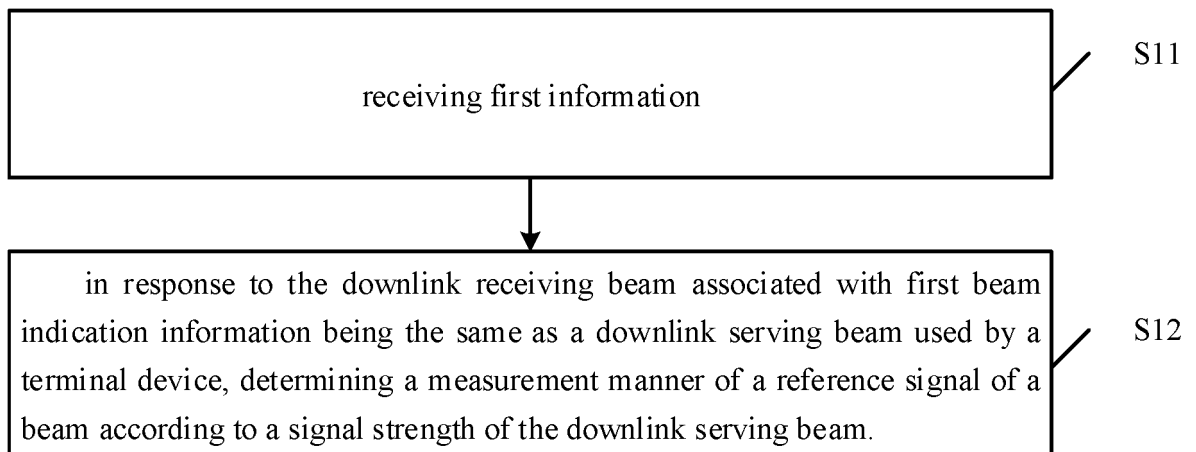 receiving first information
S11
in response to the downlink receiving beam associated with first beam
indication information being the same as a downlink serving beam used by a
terminal device, determining a measurement manner of a reference signal of a
beam according to a signal strength of the downlink serving beam.
S12